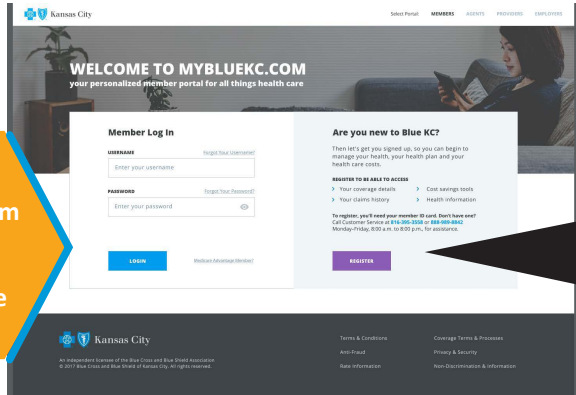 Kansas City
Select Portal: MEMBERS AGENTS PROVIDERS EMPLOYERS
WELCOME TO MYBLUEKC.COM
your personalized member portal for all things health care
Member Log In
USERNAME Forgot Your Username?
Enter your username
PASSWORD Forgot Your Password?
Enter your password
LOGIN Medicare Advantage Member?
Are you new to Blue KC?
Then let's get you signed up, so you can begin to
manage your health, your health plan and your
health care costs.
REGISTER TO BE ABLE TO ACCESS
Your coverage details Cost savings tools
Your claims history Health information
To register, you'll need your member ID card. Don't have one?
Call Customer Service at 816-395-3558 or 888-989-8842
Monday-Friday, 8:00 a.m. to 8:00 p.m., for assistance.
REGISTER
m
e
Kansas City
An independent licensee of the Blue Cross and Blue Shield Association
© 2017 Blue Cross and Blue Shield of Kansas City. All rights reserved.
Terms & Conditions Coverage Terms & Processes
Anti-Fraud Privacy & Security
Rate Information Non-Discrimination & Information